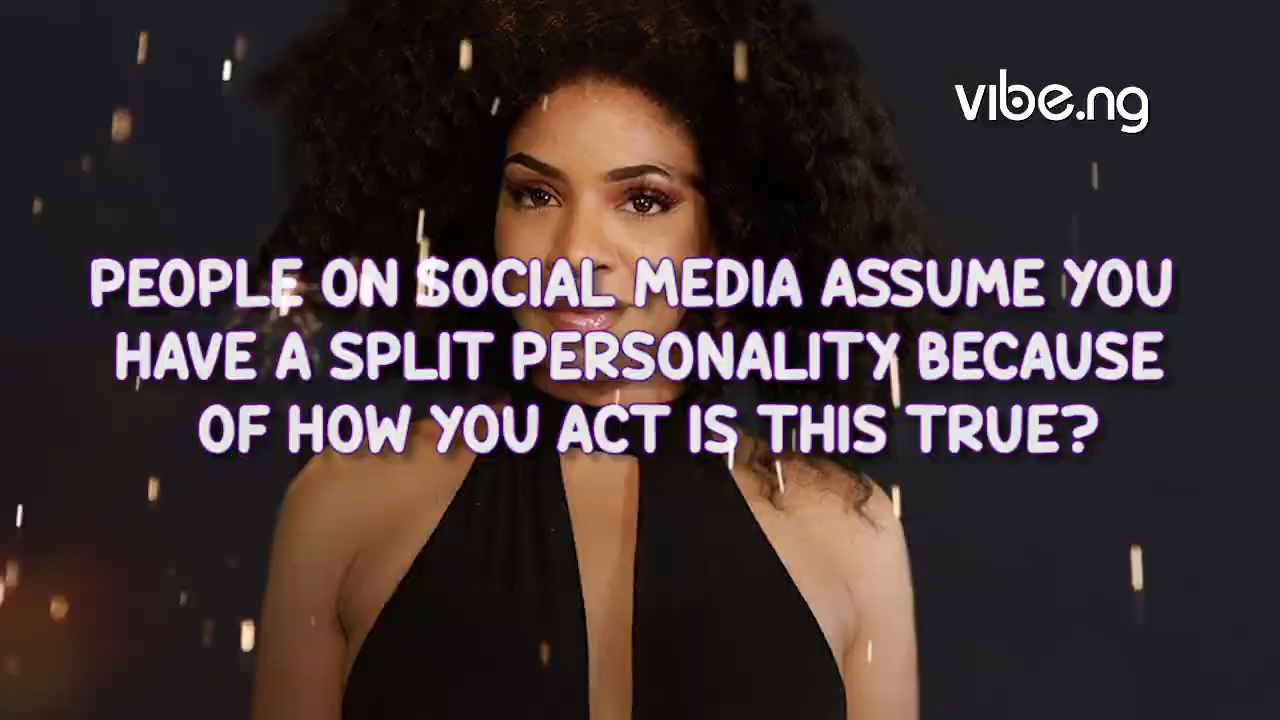 vibe.ng
PEOPLE ON SOCIAL MEDIA ASSUME YOU
HAVE A SPLIT PERSONALITY BECAUSE
OF HOW YOU ACT IS THIS TRUE?